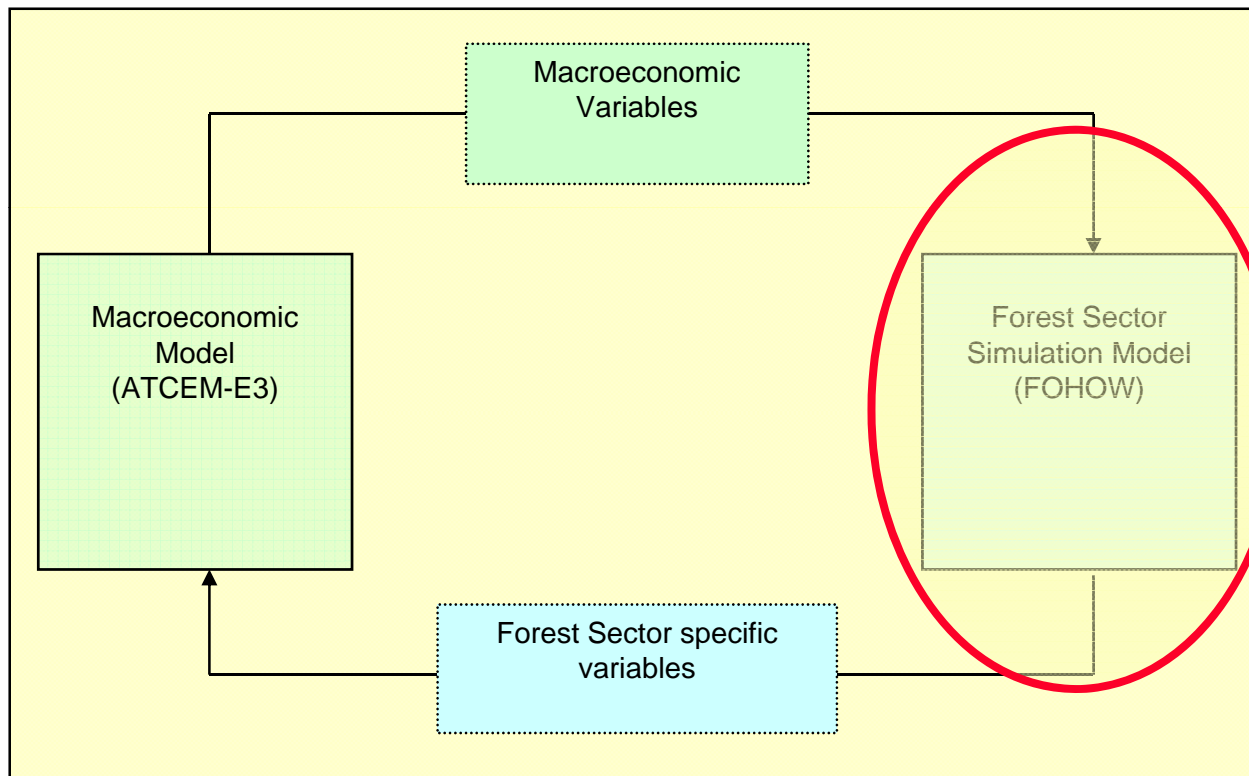 Macroeconomic
Variables
Macroeconomic
Model
(ATCEM-E3)
Forest Sector
Simulation Model
(FOHOW)
Forest Sector specific
variables